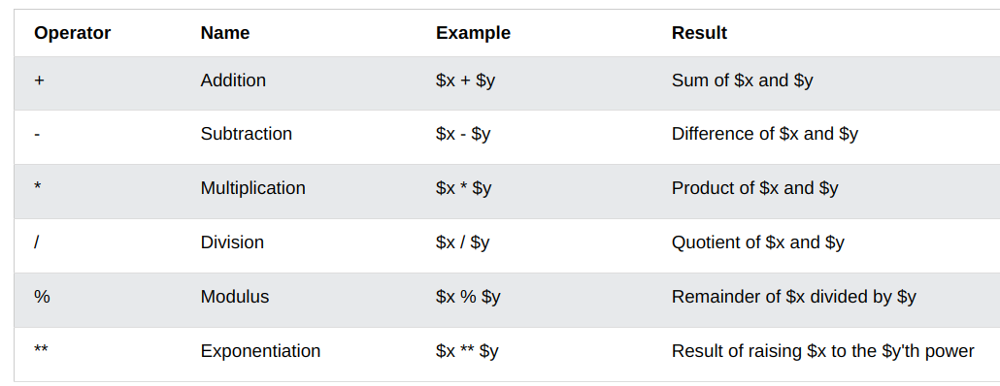 Operator Name Example Result
+ Addition $x + $y Sum of $x and $y
- Subtraction $x - $y Difference of $x and $y
* Multiplication $x * $y Product of $x and $y
/ Division $x / $y Quotient of $x and $y
% Modulus $x % $y Remainder of $x divided by $y
** Exponentiation $x ** $y Result of raising $x to the $y'th power